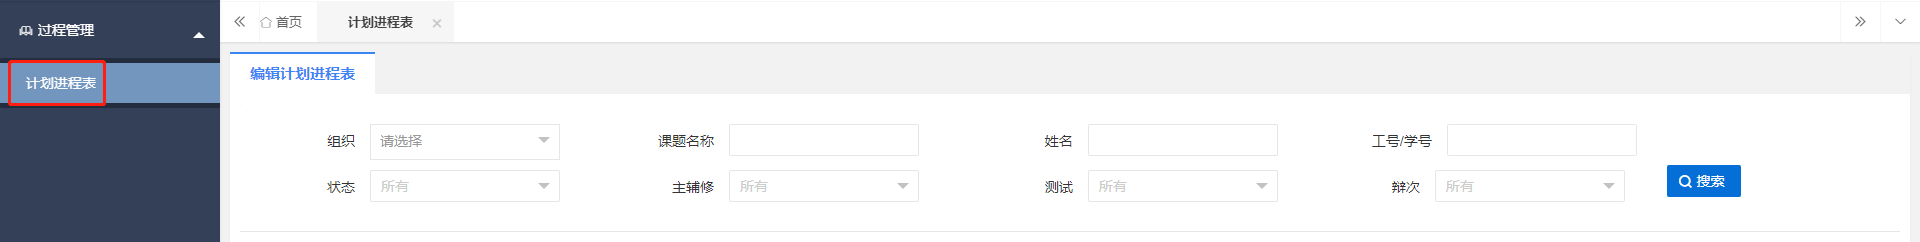 过程管理
计划进程表
首页
计划进程表
编辑计划进程表
组织 请选择 课题名称 姓名 工号/学号
状态 所有 主辅修 所有 测试 所有 辩次 所有 搜索